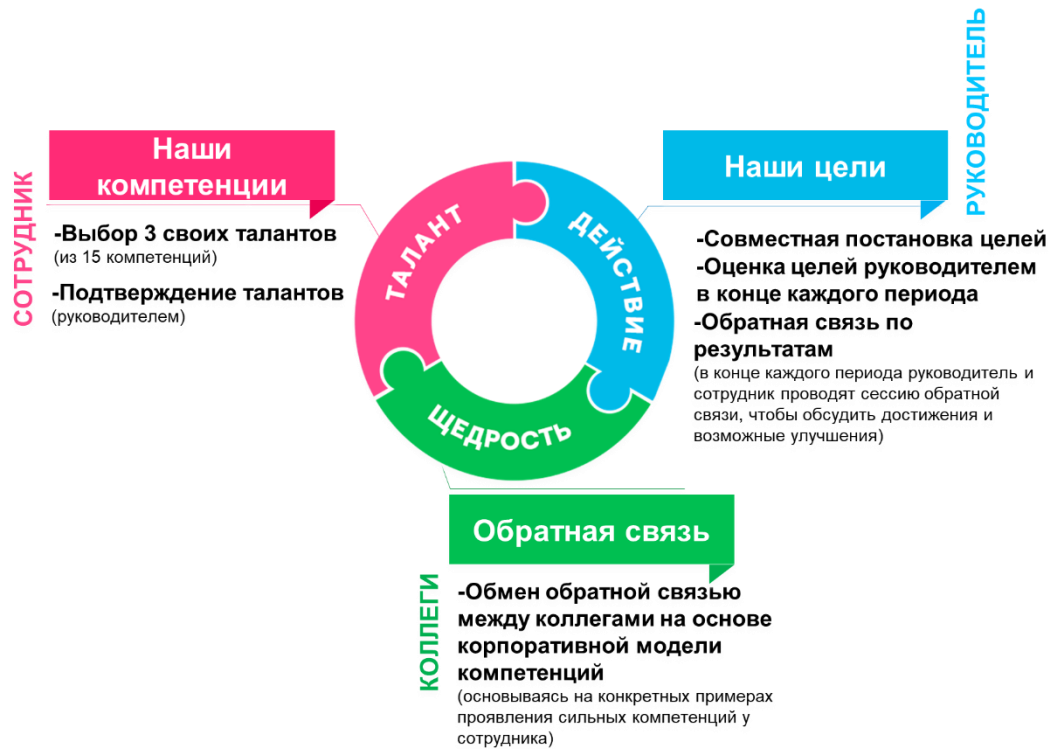 СОТРУДНИК
Наши
компетенции
-Выбор 3 своих талантов
(из 15 компетенций)
-Подтверждение талантов
(руководителем)
ТАЛАНТ
ДЕЙСТВИЕ
ЩЕДРОСТЬ
РУКОВОДИТЕЛЬ
Наши цели
-Совместная постановка целей
-Оценка целей руководителем
в конце каждого периода
-Обратная связь по
результатам
(в конце каждого периода руководитель и
сотрудник проводят сессию обратной
связи, чтобы обсудить достижения и
возможные улучшения)
КОЛЛЕГИ
Обратная связь
-Обмен обратной связью
между коллегами на основе
корпоративной модели
компетенций
(основываясь на конкретных примерах
проявления сильных компетенций у
сотрудника)